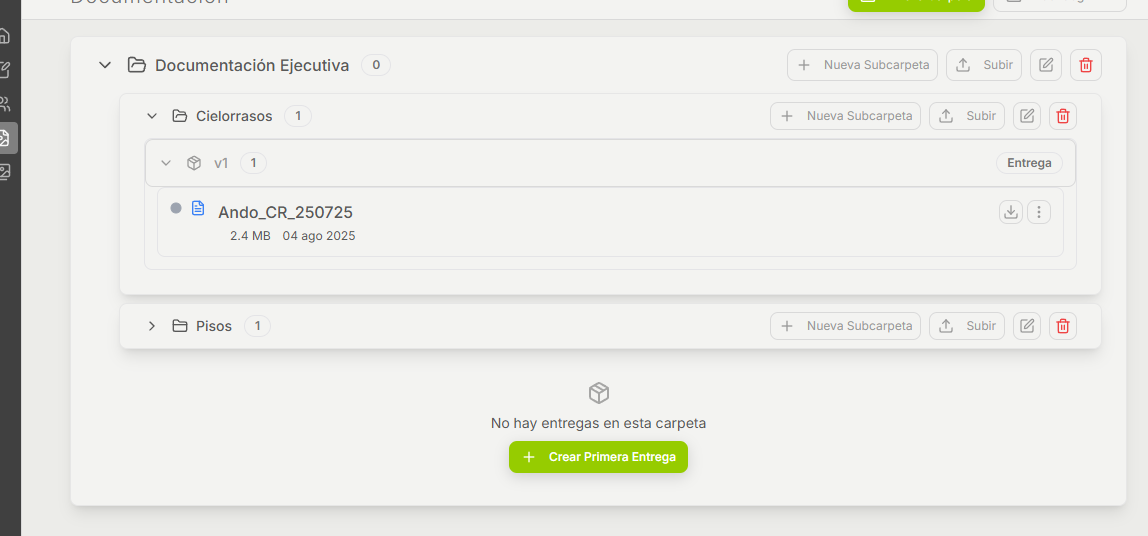 Documentación
Documentación Ejecutiva 0 Nueva Subcarpeta Subir
Cielorrasos 1 Nueva Subcarpeta Subir
v1 1 Entrega
Ando_CR_250725
2.4 MB 04 ago 2025
Pisos 1 Nueva Subcarpeta Subir
No hay entregas en esta carpeta
Crear Primera Entrega